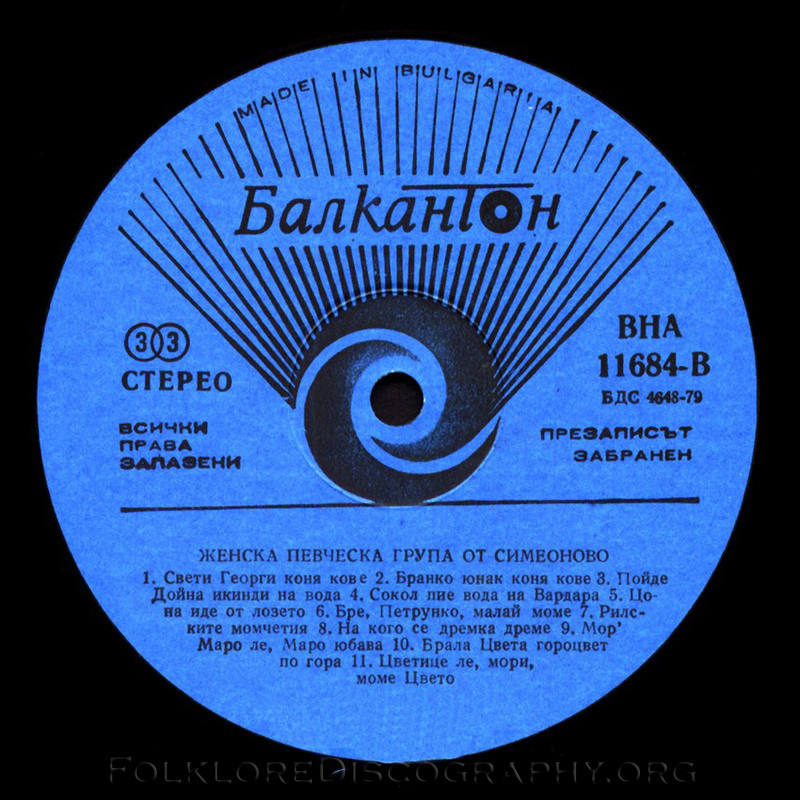 MADE IN BULGARIA
Балкантон
33
СТЕРЕО
ВСИЧКИ
ПРАВА
ЗАПАЗЕНИ
ВНА
11684-В
БДС 4648-79
ПРЕЗАПИСЪТ
ЗАБРАНЕН
ЖЕНСКА ПЕВЧЕСКА ГРУПА ОТ СИМЕОНОВО
1. Свети Георги коня кове 2. Бранко юнак коня кове 3. Пойде
Дойна икинди на вода 4. Сокол пие вода на Вардара 5. Цо-
на иде от лозето 6. Бре, Петрунко, малай моме 7. Рилс-
ките момчетия 8. На кого се дремка дреме 9. Мор'
Маро ле, Маро юбава 10. Брала Цвета гороцвет
по гора 11. Цветице ле, мори,
моме Цвето
FolkloreDiscography.org